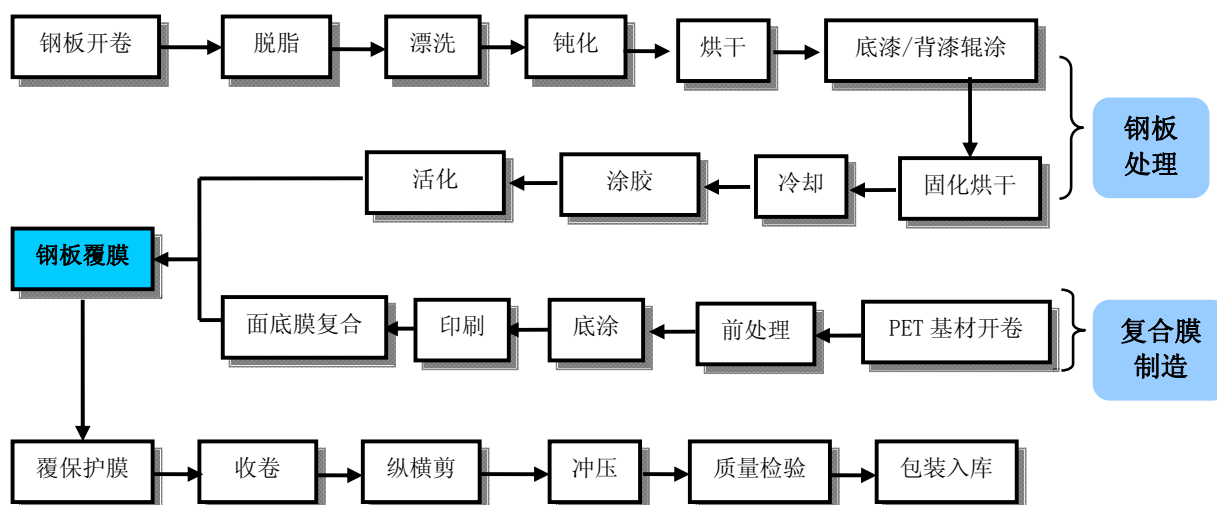 钢板开卷
脱脂
漂洗
钝化
烘干
底漆/背漆辊涂
钢板
处理
活化
涂胶
冷却
固化烘干
钢板覆膜
面底膜复合
印刷
底涂
前处理
PET 基材开卷
复合膜
制造
覆保护膜
收卷
纵横剪
冲压
质量检验
包装入库